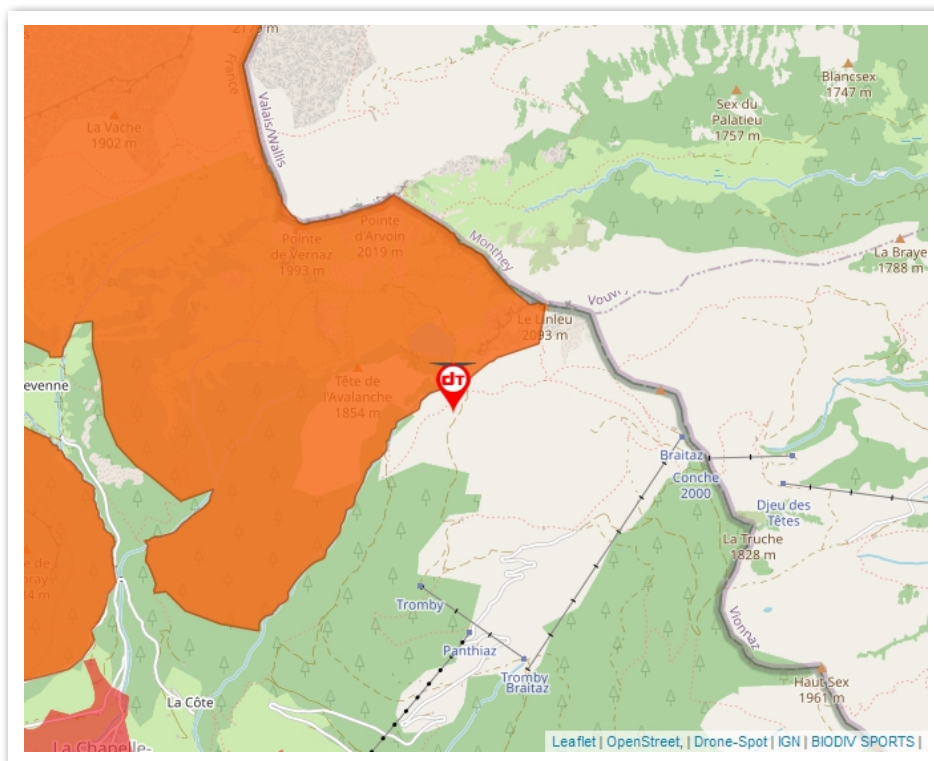 2179 m
France
Valais/Wallis
La Vache
1902 m
Blancsex
1747 m
Sex du
Palatieu
1757 m
Pointe
de Vernaz
1993 m
Pointe
d'Arvoin
2019 m
Monthey
La Braye
1788 m
Vouvry
Le Linleu
2093 m
dT
Tête de
l'Avalanche
1854 m
evenne
Braitaz
Conche
2000
Djeu des
Têtes
La Truche
1828 m
Tromby
Panthiaz
Tromby
Braitaz
Vionnaz
Haut Sex
1961 m
La Côte
La Chapelle-
Leaflet | OpenStreet, | Drone-Spot | IGN | BIODIV SPORTS |